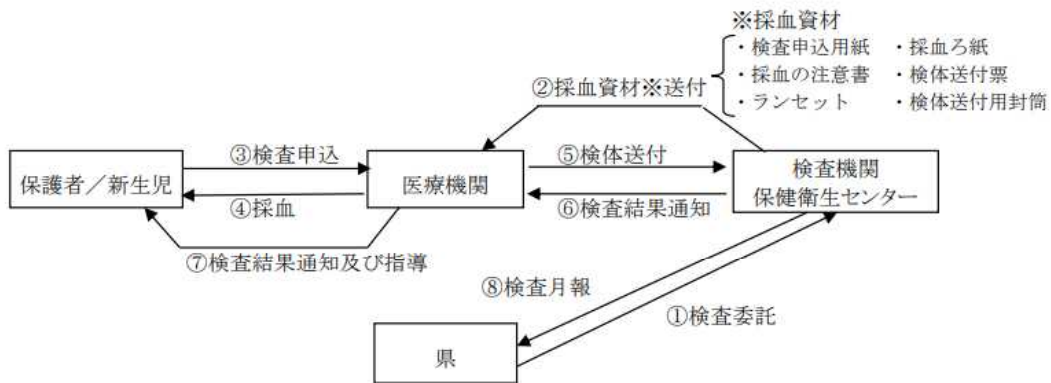 ※採血資材
・検査申込用紙 ・採血ろ紙
・採血の注意書 ・検体送付票
・ランセット ・検体送付用封筒
②採血資材※送付
③検査申込
⑤検体送付
保護者／新生児
医療機関
検査機関
保健衛生センター
④採血
⑥検査結果通知
⑦検査結果通知及び指導
⑧検査月報
①検査委託
県